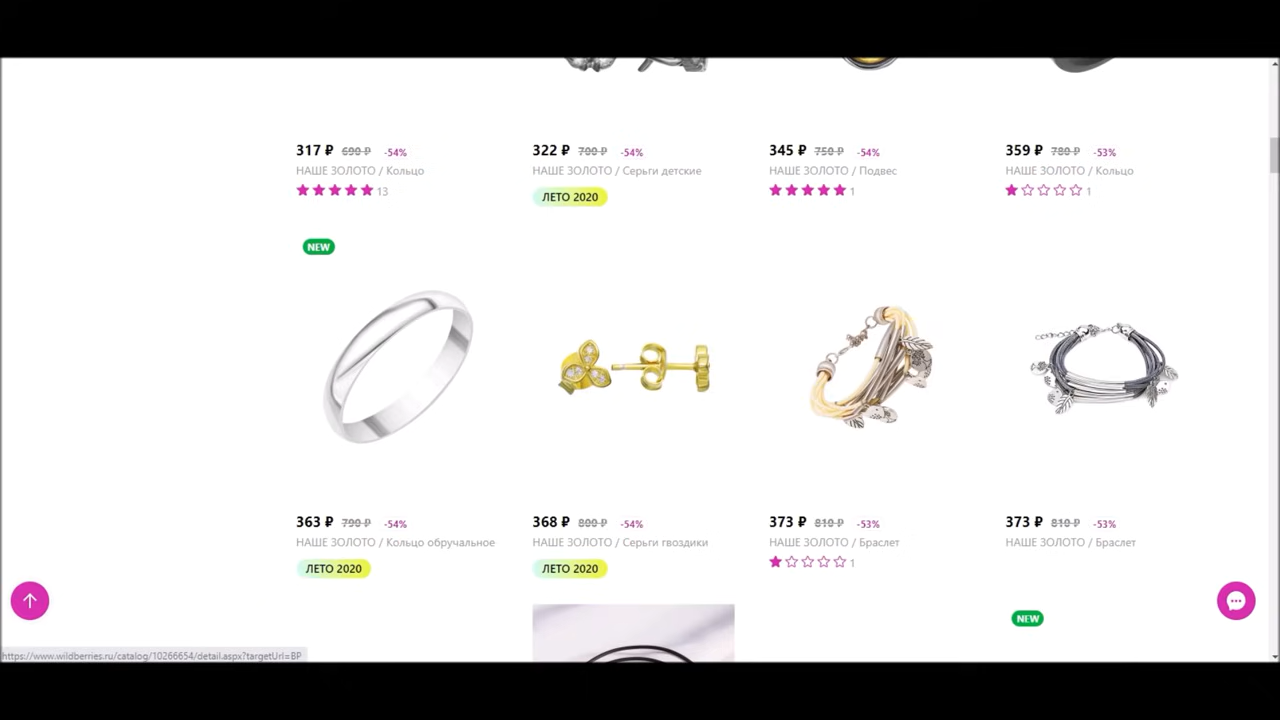 317 ₽ 690 ₽ -54%
НАШЕ ЗОЛОТО / Кольцо
13
322 ₽ 700 ₽ -54%
НАШЕ ЗОЛОТО / Серьги детские
ЛЕТО 2020
345 ₽ 750 ₽ -54%
НАШЕ ЗОЛОТО / Подвес
1
359 ₽ 780 ₽ -53%
НАШЕ ЗОЛОТО / Кольцо
1
NEW
363 ₽ 790 ₽ -54%
НАШЕ ЗОЛОТО / Кольцо обручальное
ЛЕТО 2020
368 ₽ 800 ₽ -54%
НАШЕ ЗОЛОТО / Серьги гвоздики
ЛЕТО 2020
373 ₽ 810 ₽ -53%
НАШЕ ЗОЛОТО / Браслет
1
373 ₽ 810 ₽ -53%
НАШЕ ЗОЛОТО / Браслет
NEW
https://www.wildberries.ru/catalog/10266654/detail.aspx?targetUrl=BP